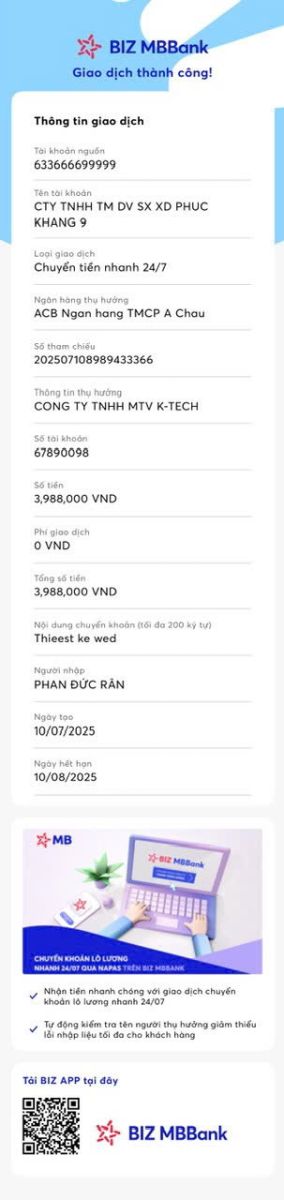 BIZ MBBank
Giao dịch thành công!
Thông tin giao dịch
Tài khoản nguồn
633666699999
Tên tài khoản
CTY TNHH TM DV SX XD PHUC
KHANG 9
Loại giao dịch
Chuyển tiền nhanh 24/7
Ngân hàng thụ hưởng
ACB Ngan hang TMCP A Chau
Số tham chiếu
202507108989433366
Thông tin thụ hưởng
CONG TY TNHH MTV K-TECH
Số tài khoản
67890098
Số tiền
3,988,000 VND
Phí giao dịch
0 VND
Tổng số tiền
3,988,000 VND
Nội dung chuyển khoản (tối đa 200 ký tự)
Thieest ke wed
Người nhập
PHAN ĐỨC RÂN
Ngày tạo
10/07/2025
Ngày hết hạn
10/08/2025
MB
BIZ MBBank
CHUYỂN KHOẢN LÔ LƯƠNG
NHANH 24/07 QUA NAPAS TRÊN BIZ MBBANK
Nhận tiền nhanh chóng với giao dịch chuyển
khoản lô lương nhanh 24/07
Tự động kiểm tra tên người thụ hưởng giảm thiểu
lỗi nhập liệu tối đa cho khách hàng
Tải BIZ APP tại đây
BIZ MBBank